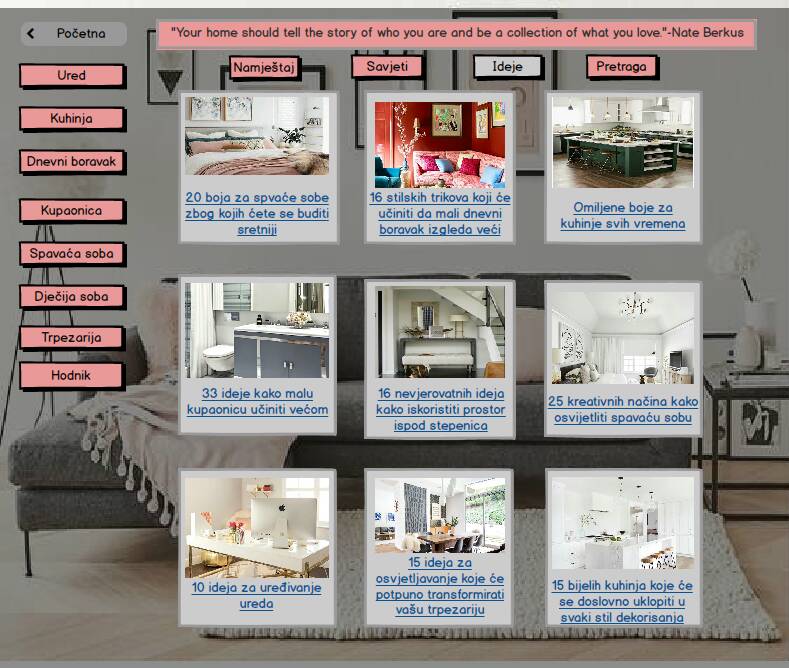 Početna
"Your home should tell the story of who you are and be a collection of what you love."-Nate Berkus
Namještaj
Savjeti
Ideje
Pretraga
Ured
Kuhinja
Dnevni boravak
Kupaonica
Spavaća soba
Dječija soba
Trpezarija
Hodnik
20 boja za spvaće sobe
zbog kojih ćete se buditi
sretniji
16 stilskih trikova koji će
učiniti da mali dnevni
boravak izgleda veći
Omiljene boje za
kuhinje svih vremena
33 ideje kako malu
kupaonicu učiniti većom
16 nevjerovatnih ideja
kako iskoristiti prostor
ispod stepenica
25 kreativnih načina kako
osvijetliti spavaću sobu
10 ideja za uređivanje
ureda
15 ideja za
osvjetljavanje koje će
potpuno transformirati
vašu trpezariju
15 bijelih kuhinja koje će
se doslovno uklopiti u
svaki stil dekorisanja